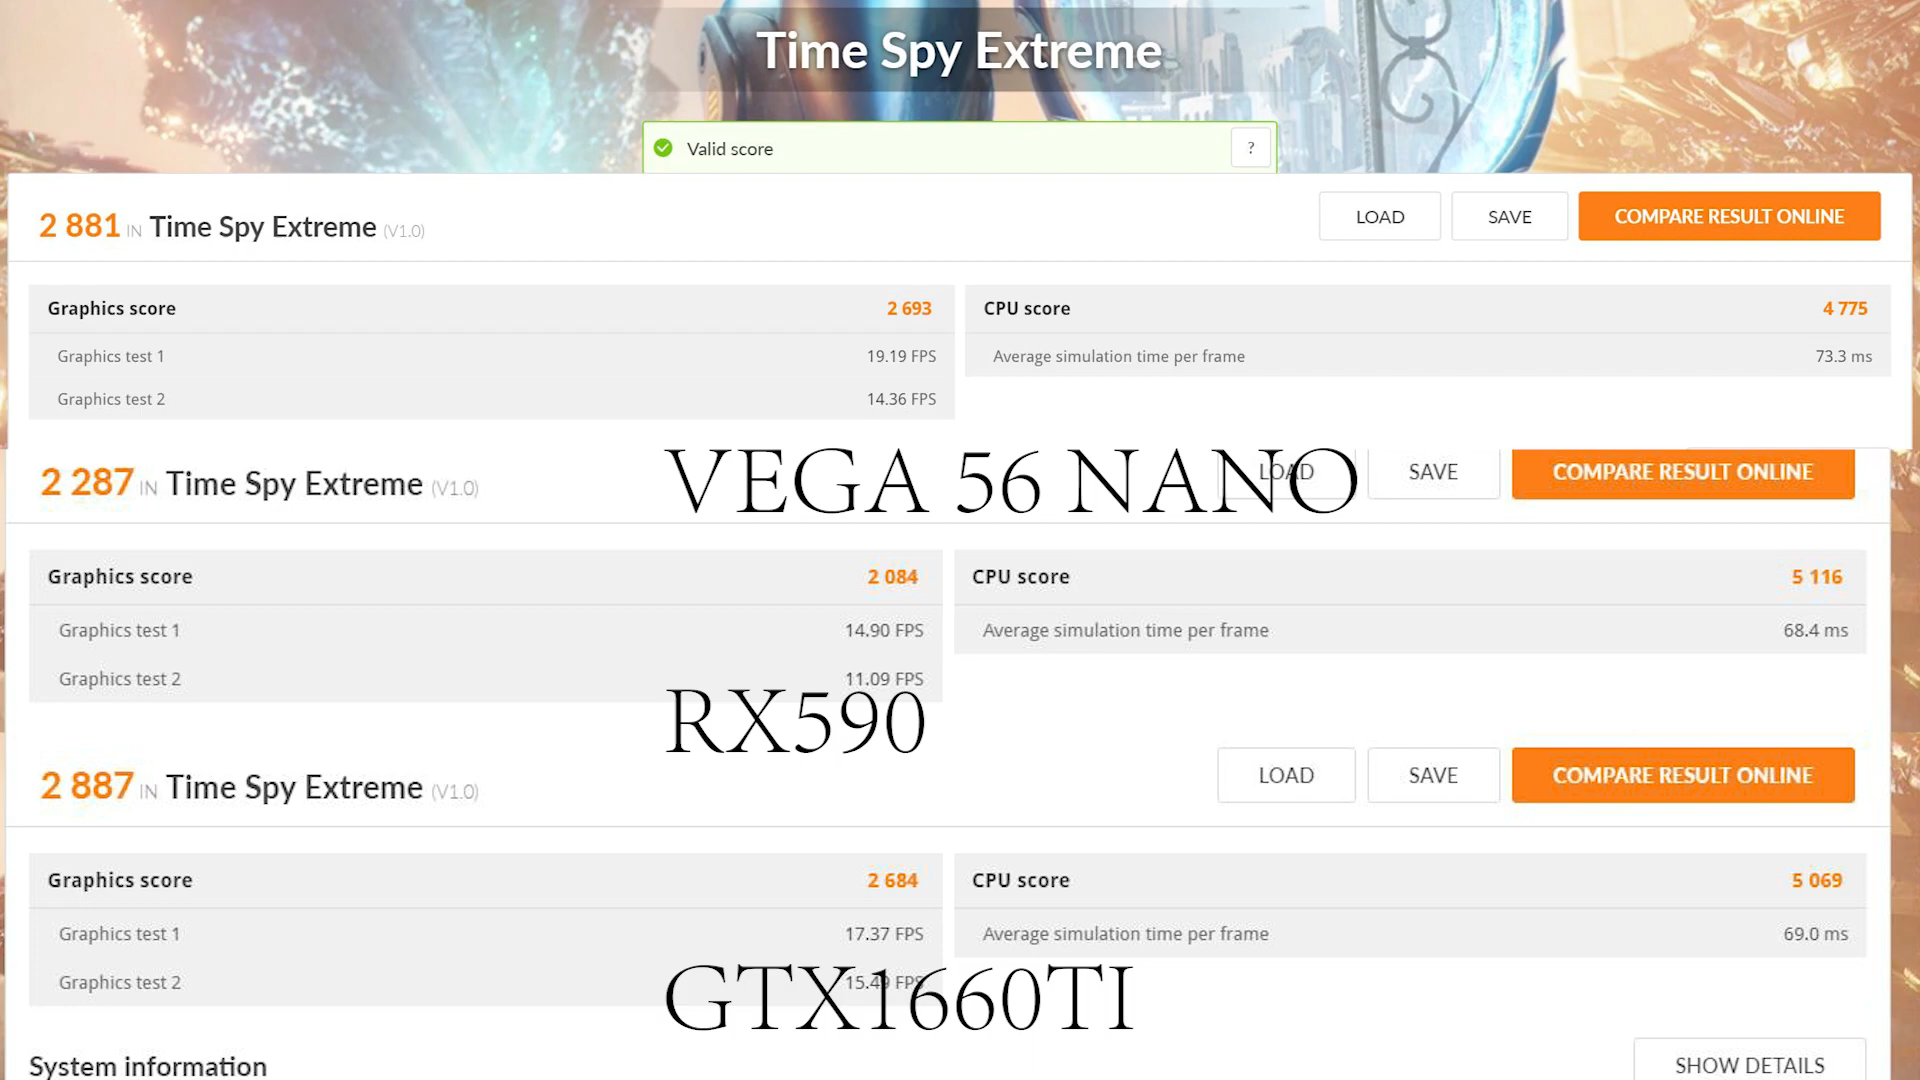 Time Spy Extreme
Valid score ?
2 881 IN Time Spy Extreme (V1.0) LOAD SAVE COMPARE RESULT ONLINE
Graphics score 2 693 CPU score 4 775
Graphics test 1 19.19 FPS Average simulation time per frame 73.3 ms
Graphics test 2 14.36 FPS
VEGA 56 NANO
2 287 IN Time Spy Extreme (V1.0) LOAD SAVE COMPARE RESULT ONLINE
Graphics score 2 084 CPU score 5 116
Graphics test 1 14.90 FPS Average simulation time per frame 68.4 ms
Graphics test 2 11.09 FPS
RX590
2 887 IN Time Spy Extreme (V1.0) LOAD SAVE COMPARE RESULT ONLINE
Graphics score 2 684 CPU score 5 069
Graphics test 1 17.37 FPS Average simulation time per frame 69.0 ms
Graphics test 2 15.49 FPS
GTX1660TI
System information SHOW DETAILS